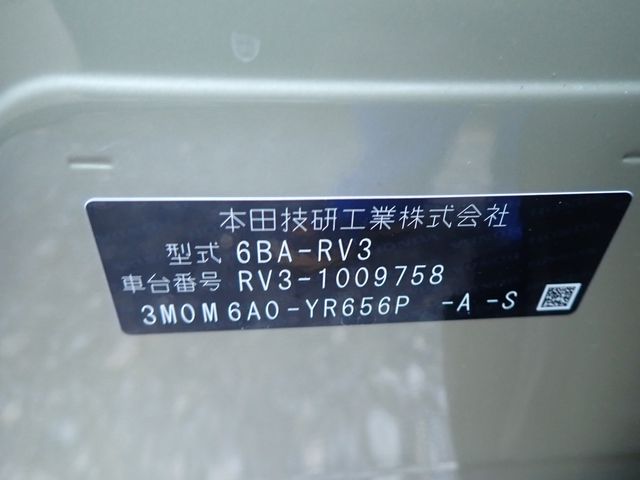 本田技研工業株式会社
型式 6BA-RV3
車台番号 RV3-1009758
3M0M6A0-YR656P -A -S